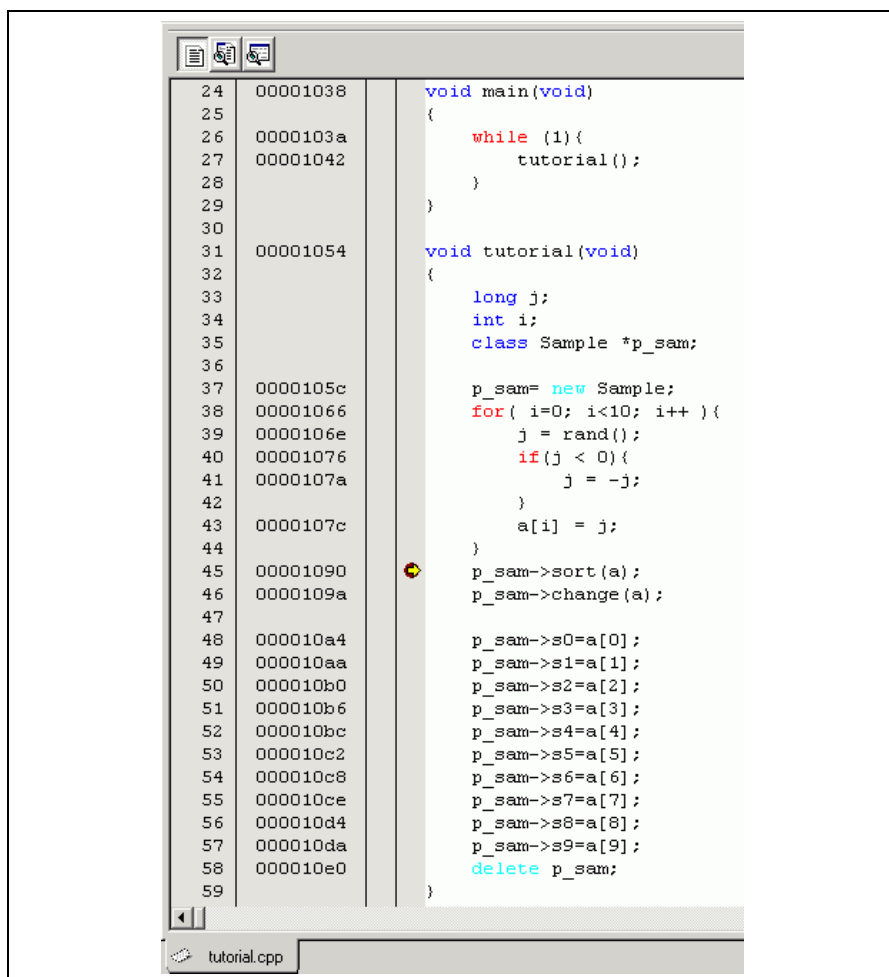 24 00001038 void main(void)
25 {
26 0000103a while (1){
27 00001042 tutorial();
28 }
29 }
30
31 00001054 void tutorial(void)
32 {
33 long j;
34 int i;
35 class Sample *p_sam;
36
37 0000105c p_sam= new Sample;
38 00001066 for( i=0; i<10; i++ ){
39 0000106e j = rand();
40 00001076 if(j < 0){
41 0000107a j = -j;
42 }
43 0000107c a[i] = j;
44 }
45 00001090 p_sam->sort(a);
46 0000109a p_sam->change(a);
47
48 000010a4 p_sam->s0=a[0];
49 000010aa p_sam->s1=a[1];
50 000010b0 p_sam->s2=a[2];
51 000010b6 p_sam->s3=a[3];
52 000010bc p_sam->s4=a[4];
53 000010c2 p_sam->s5=a[5];
54 000010c8 p_sam->s6=a[6];
55 000010ce p_sam->s7=a[7];
56 000010d4 p_sam->s8=a[8];
57 000010da p_sam->s9=a[9];
58 000010e0 delete p_sam;
59 }
tutorial.cpp